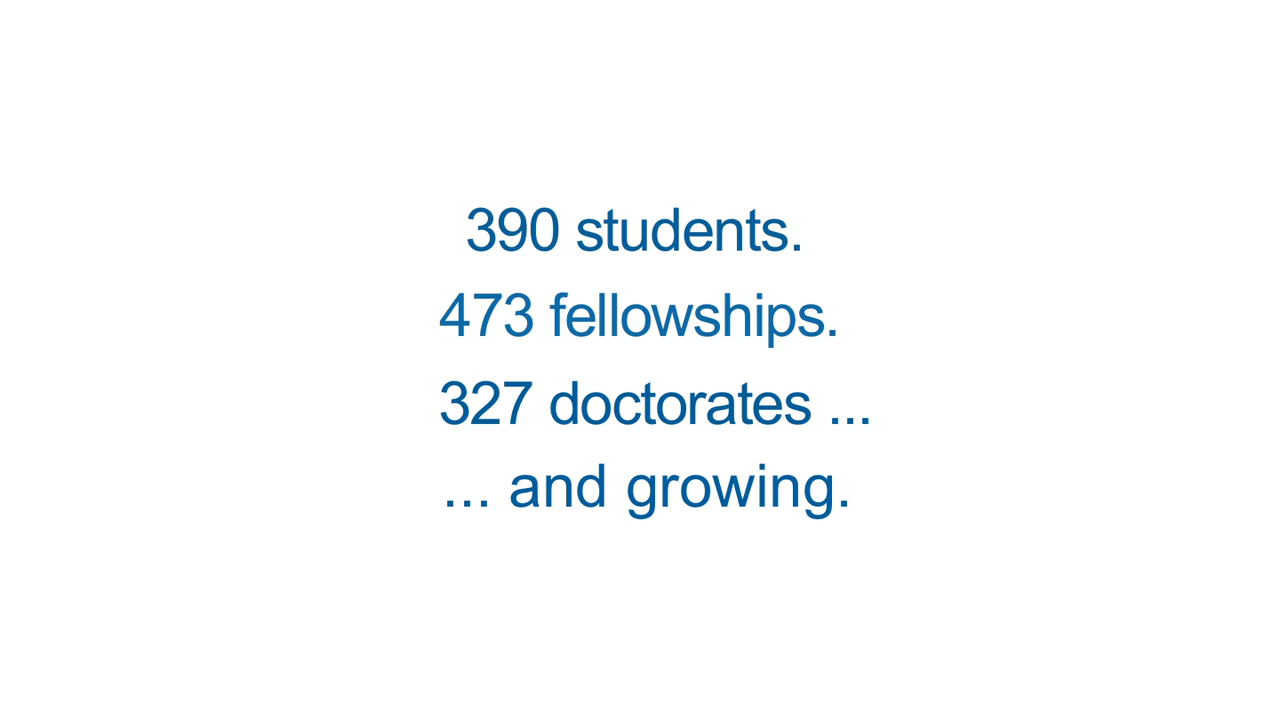 390 students.
473 fellowships.
327 doctorates ...
... and growing.